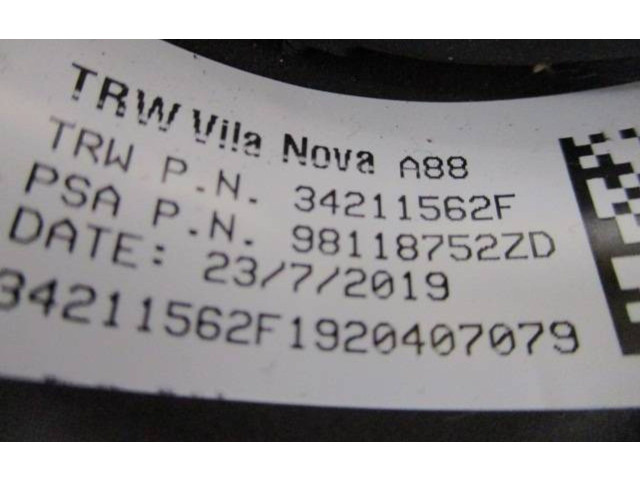 TRW Vila Nova A88
TRW P.N. 34211562F
PSA P.N. 98118752ZD
DATE: 23/7/2019
34211562F1920407079